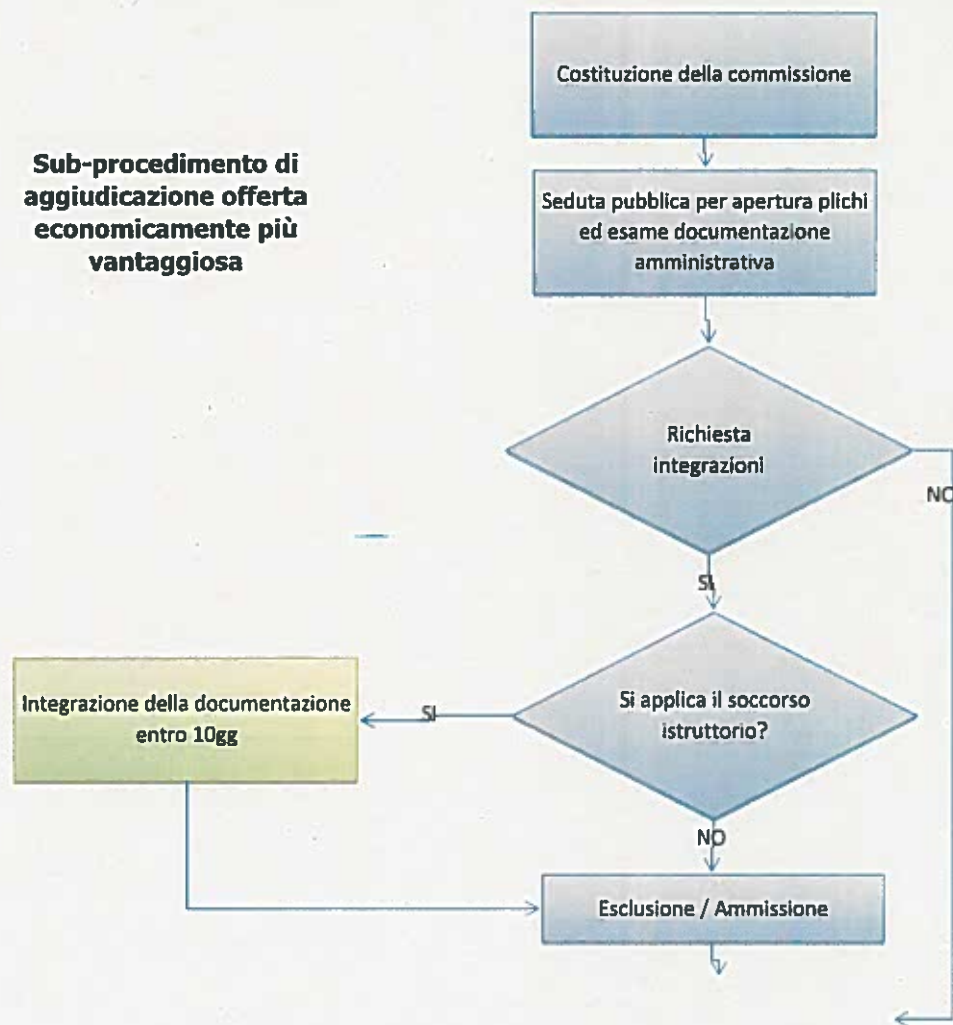 Costituzione della commissione
Sub-procedimento di
aggiudicazione offerta
economicamente più
vantaggiosa
Seduta pubblica per apertura plichi
ed esame documentazione
amministrativa
Richiesta
integrazioni
NO
SI
Si applica il soccorso
istruttorio?
SI
Integrazione della documentazione
entro 10gg
NO
Esclusione / Ammissione